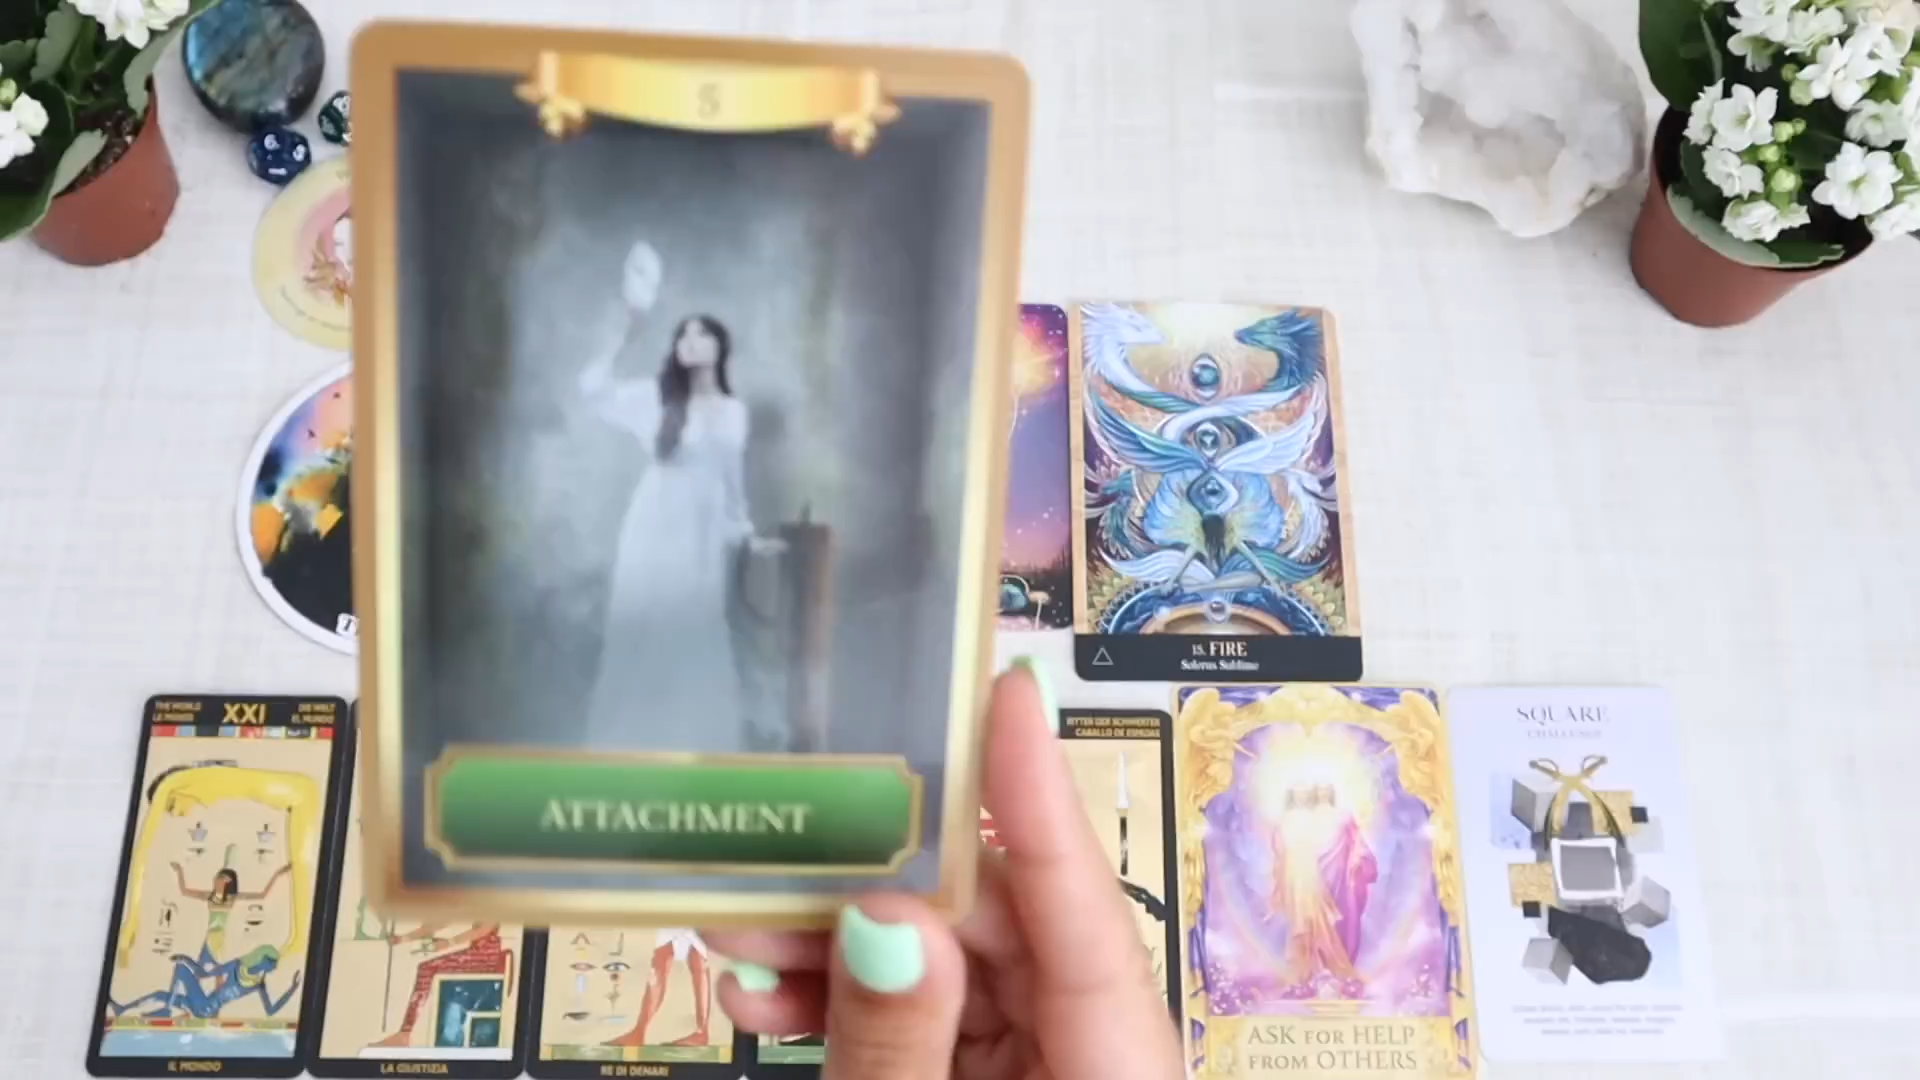 5
ATTACHMENT
15. FIRE
Solerus Sublimo
THE WORLD
LE MONDE
XXI
DIE WELT
EL MUNDO
IL MONDO
LA GIUSTIZIA
RE DI DENARI
RITTER DER SCHWERTER
CABALLO DE ESPADAS
ASK FOR HELP
FROM OTHERS
SQUARE
CHALLENGE